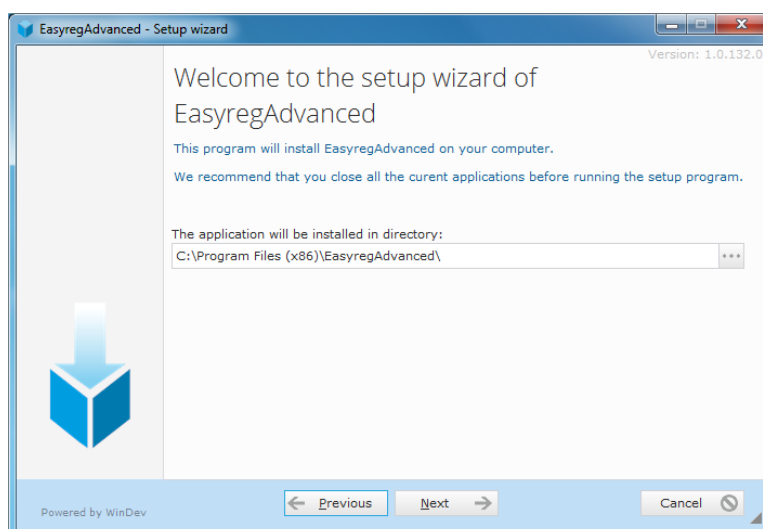 EasyregAdvanced - Setup wizard
Version: 1.0.132.0
Welcome to the setup wizard of
EasyregAdvanced
This program will install EasyregAdvanced on your computer.
We recommend that you close all the curent applications before running the setup program.
The application will be installed in directory:
C:\Program Files (x86)\EasyregAdvanced\
Powered by WinDev
Previous
Next
Cancel